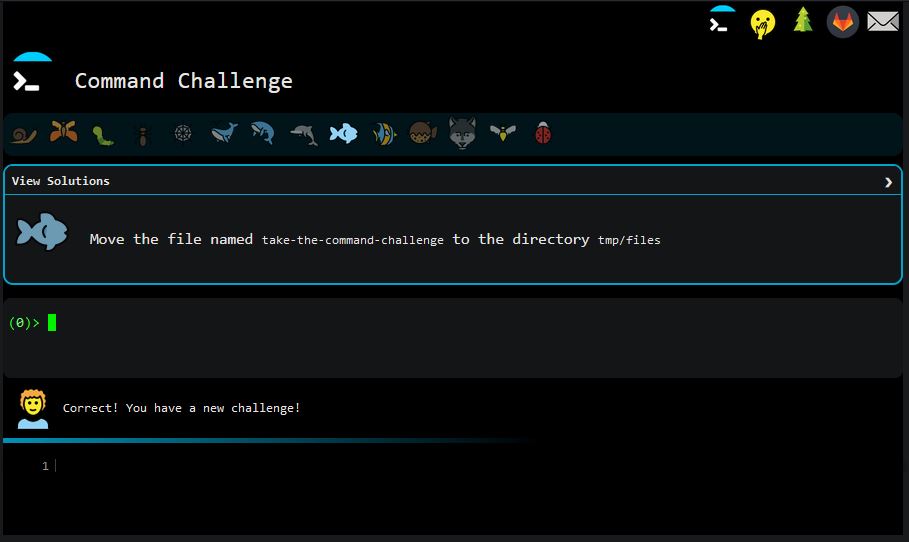 Command Challenge
View Solutions
Move the file named take-the-command-challenge to the directory tmp/files
(0)>
Correct! You have a new challenge!
1